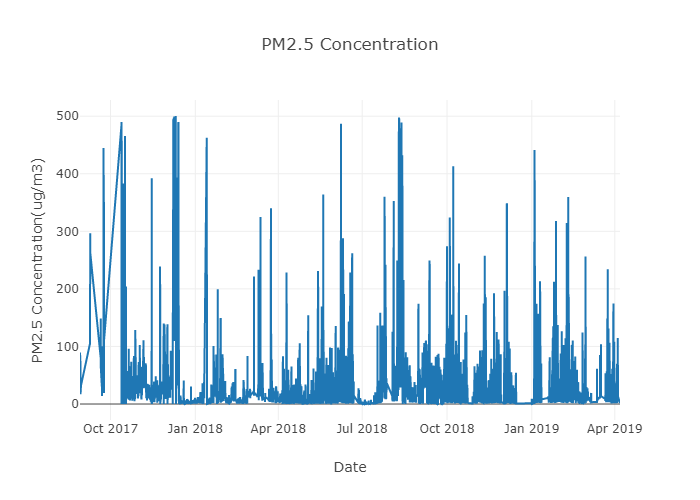 PM2.5 Concentration
500
400
300
200
100
0
PM2.5 Concentration(ug/m3)
Oct 2017 Jan 2018 Apr 2018 Jul 2018 Oct 2018 Jan 2019 Apr 2019
Date